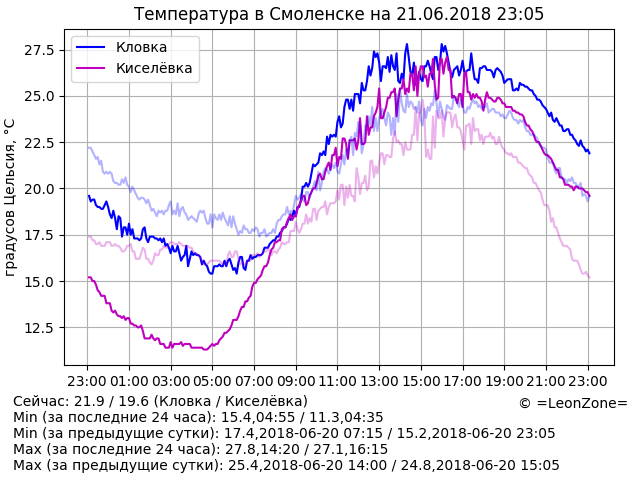 Температура в Смоленске на 21.06.2018 23:05
27.5
25.0
22.5
20.0
17.5
15.0
12.5
градусов Цельсия, °C
Кловка
Киселёвка
23:00 01:00 03:00 05:00 07:00 09:00 11:00 13:00 15:00 17:00 19:00 21:00 23:00
Сейчас: 21.9 / 19.6 (Кловка / Киселёвка)
© =LeonZone=
Min (за последние 24 часа): 15.4,04:55 / 11.3,04:35
Min (за предыдущие сутки): 17.4,2018-06-20 07:15 / 15.2,2018-06-20 23:05
Max (за последние 24 часа): 27.8,14:20 / 27.1,16:15
Max (за предыдущие сутки): 25.4,2018-06-20 14:00 / 24.8,2018-06-20 15:05